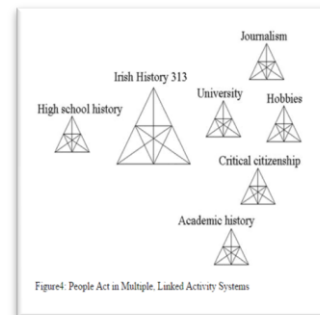 Journalism
Irish History 313
University
Hobbies
High school history
Critical citizenship
Academic history
Figure4: People Act in Multiple, Linked Activity Systems